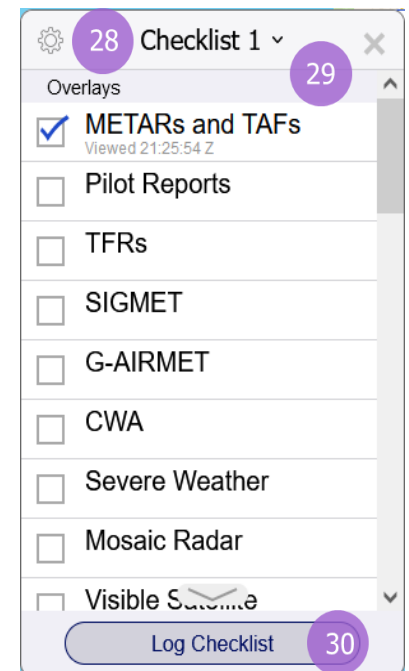 28 Checklist 1
29
Overlays
METARs and TAFs
Viewed 21:25:54 Z
Pilot Reports
TFRs
SIGMET
G-AIRMET
CWA
Severe Weather
Mosaic Radar
Visible Satellite
Log Checklist 30